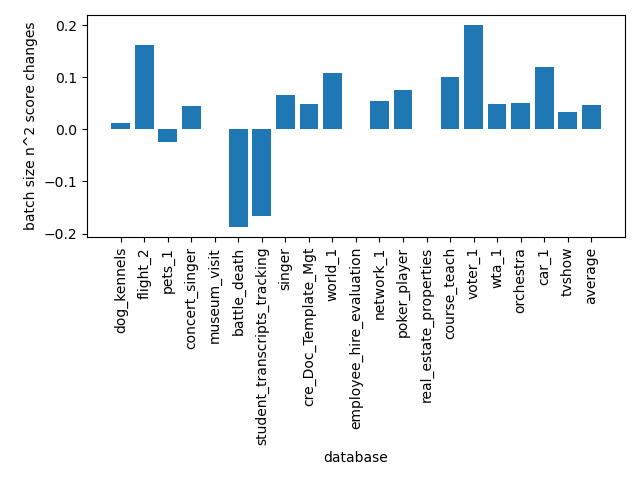 batch size n^2 score changes
0.2
0.1
0.0
−0.1
−0.2
dog_kennels
flight_2
pets_1
concert_singer
museum_visit
battle_death
student_transcripts_tracking
singer
cre_Doc_Template_Mgt
world_1
employee_hire_evaluation
network_1
poker_player
real_estate_properties
course_teach
voter_1
wta_1
orchestra
car_1
tvshow
average
database